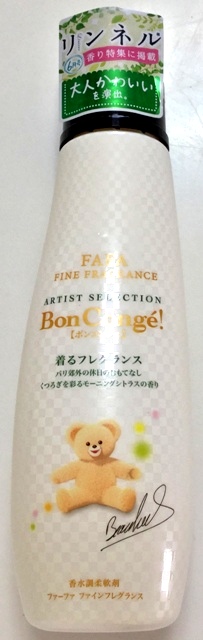 リンネル
6月号
香り特集に掲載
大人かわいい
を演出。
FAFA
FINE FRAGRANCE
ARTIST SELECTION
Bon Congé!
着るフレグランス
パリ郊外の休日のおもてなし
くつろぎを彩るモーニングシトラスの香り
香水調柔軟剤
ファーファ ファインフレグランス